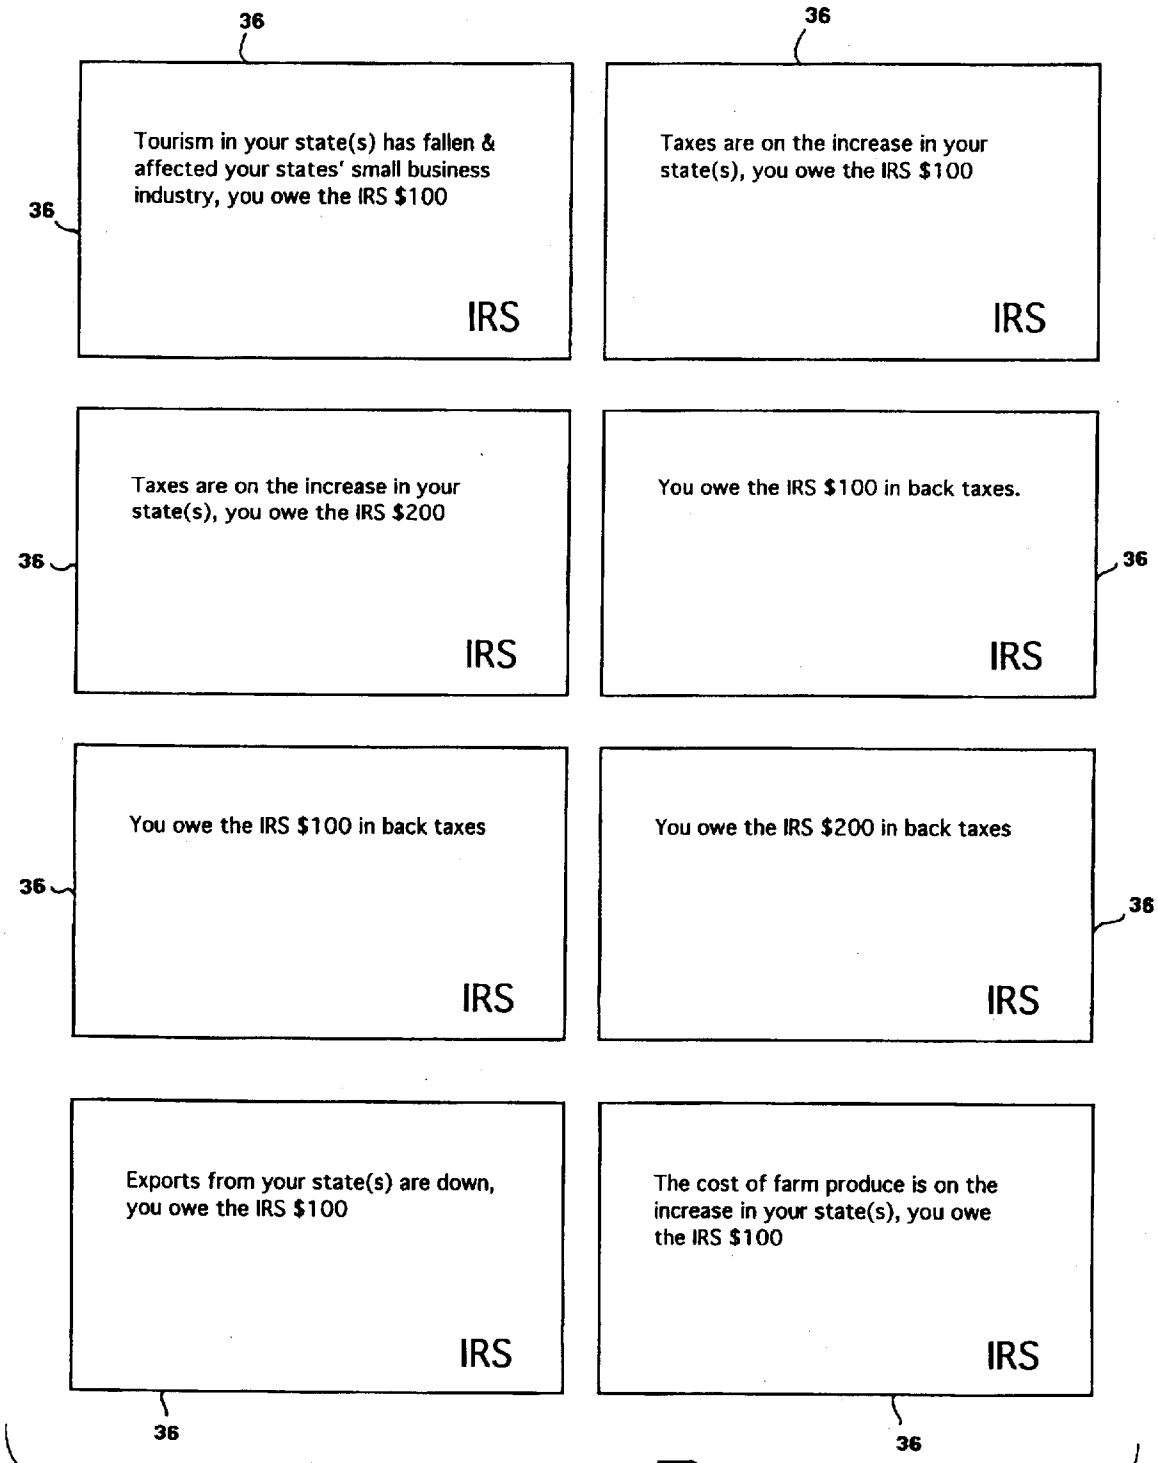 36
36
Tourism in your state(s) has fallen &
affected your states' small business
industry, you owe the IRS $100
36
IRS
Taxes are on the increase in your
state(s), you owe the IRS $100
IRS
Taxes are on the increase in your
state(s), you owe the IRS $200
36
IRS
You owe the IRS $100 in back taxes.
36
IRS
You owe the IRS $100 in back taxes
36
IRS
You owe the IRS $200 in back taxes
36
IRS
Exports from your state(s) are down,
you owe the IRS $100
IRS
36
The cost of farm produce is on the
increase in your state(s), you owe
the IRS $100
IRS
36